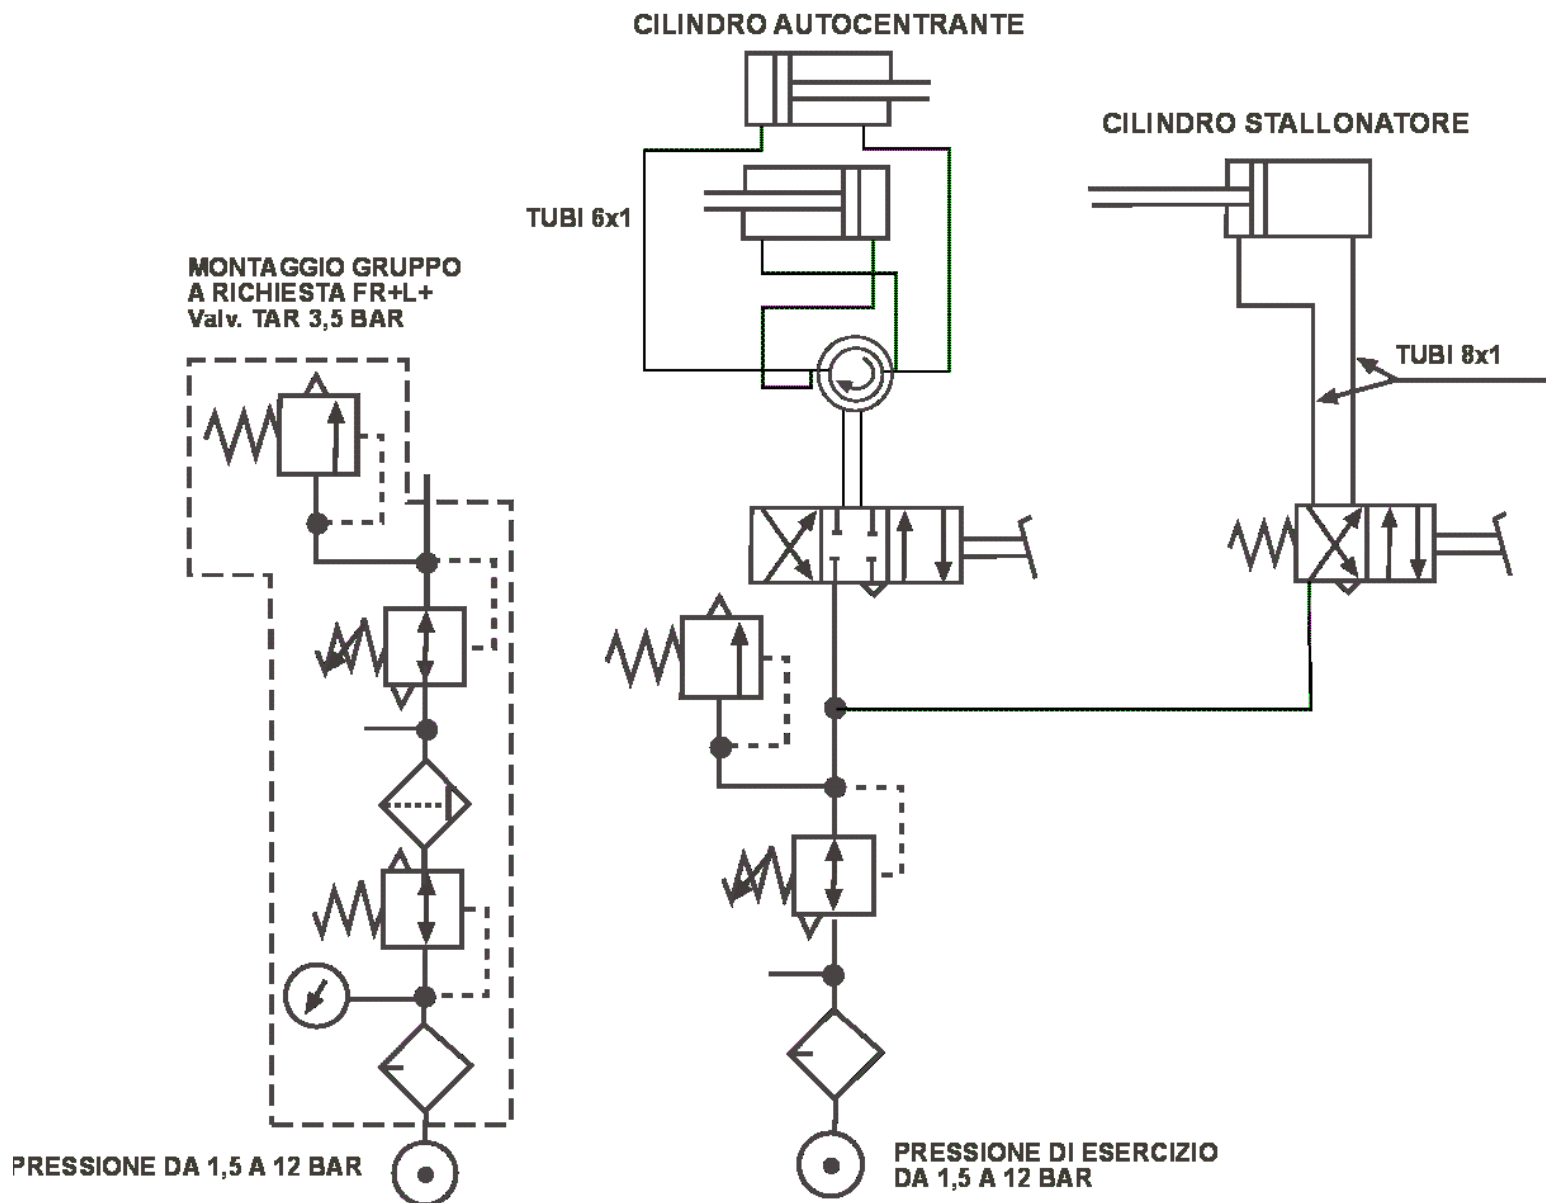 CILINDRO AUTOCENTRANTE
CILINDRO STALLONATORE
TUBI 6x1
MONTAGGIO GRUPPO
A RICHIESTA FR+L+
Valv. TAR 3,5 BAR
TUBI 8x1
PRESSIONE DA 1,5 A 12 BAR
PRESSIONE DI ESERCIZIO
DA 1,5 A 12 BAR